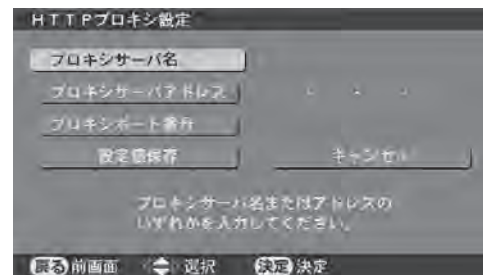 ＨＴＴＰプロキシ設定
プロキシサーバ名
プロキシサーバアドレス
プロキシポート番号
設定値保存 キャンセル
プロキシサーバ名またはアドレスの
いずれかを入力してください。
戻る 前画面 選択 決定 決定